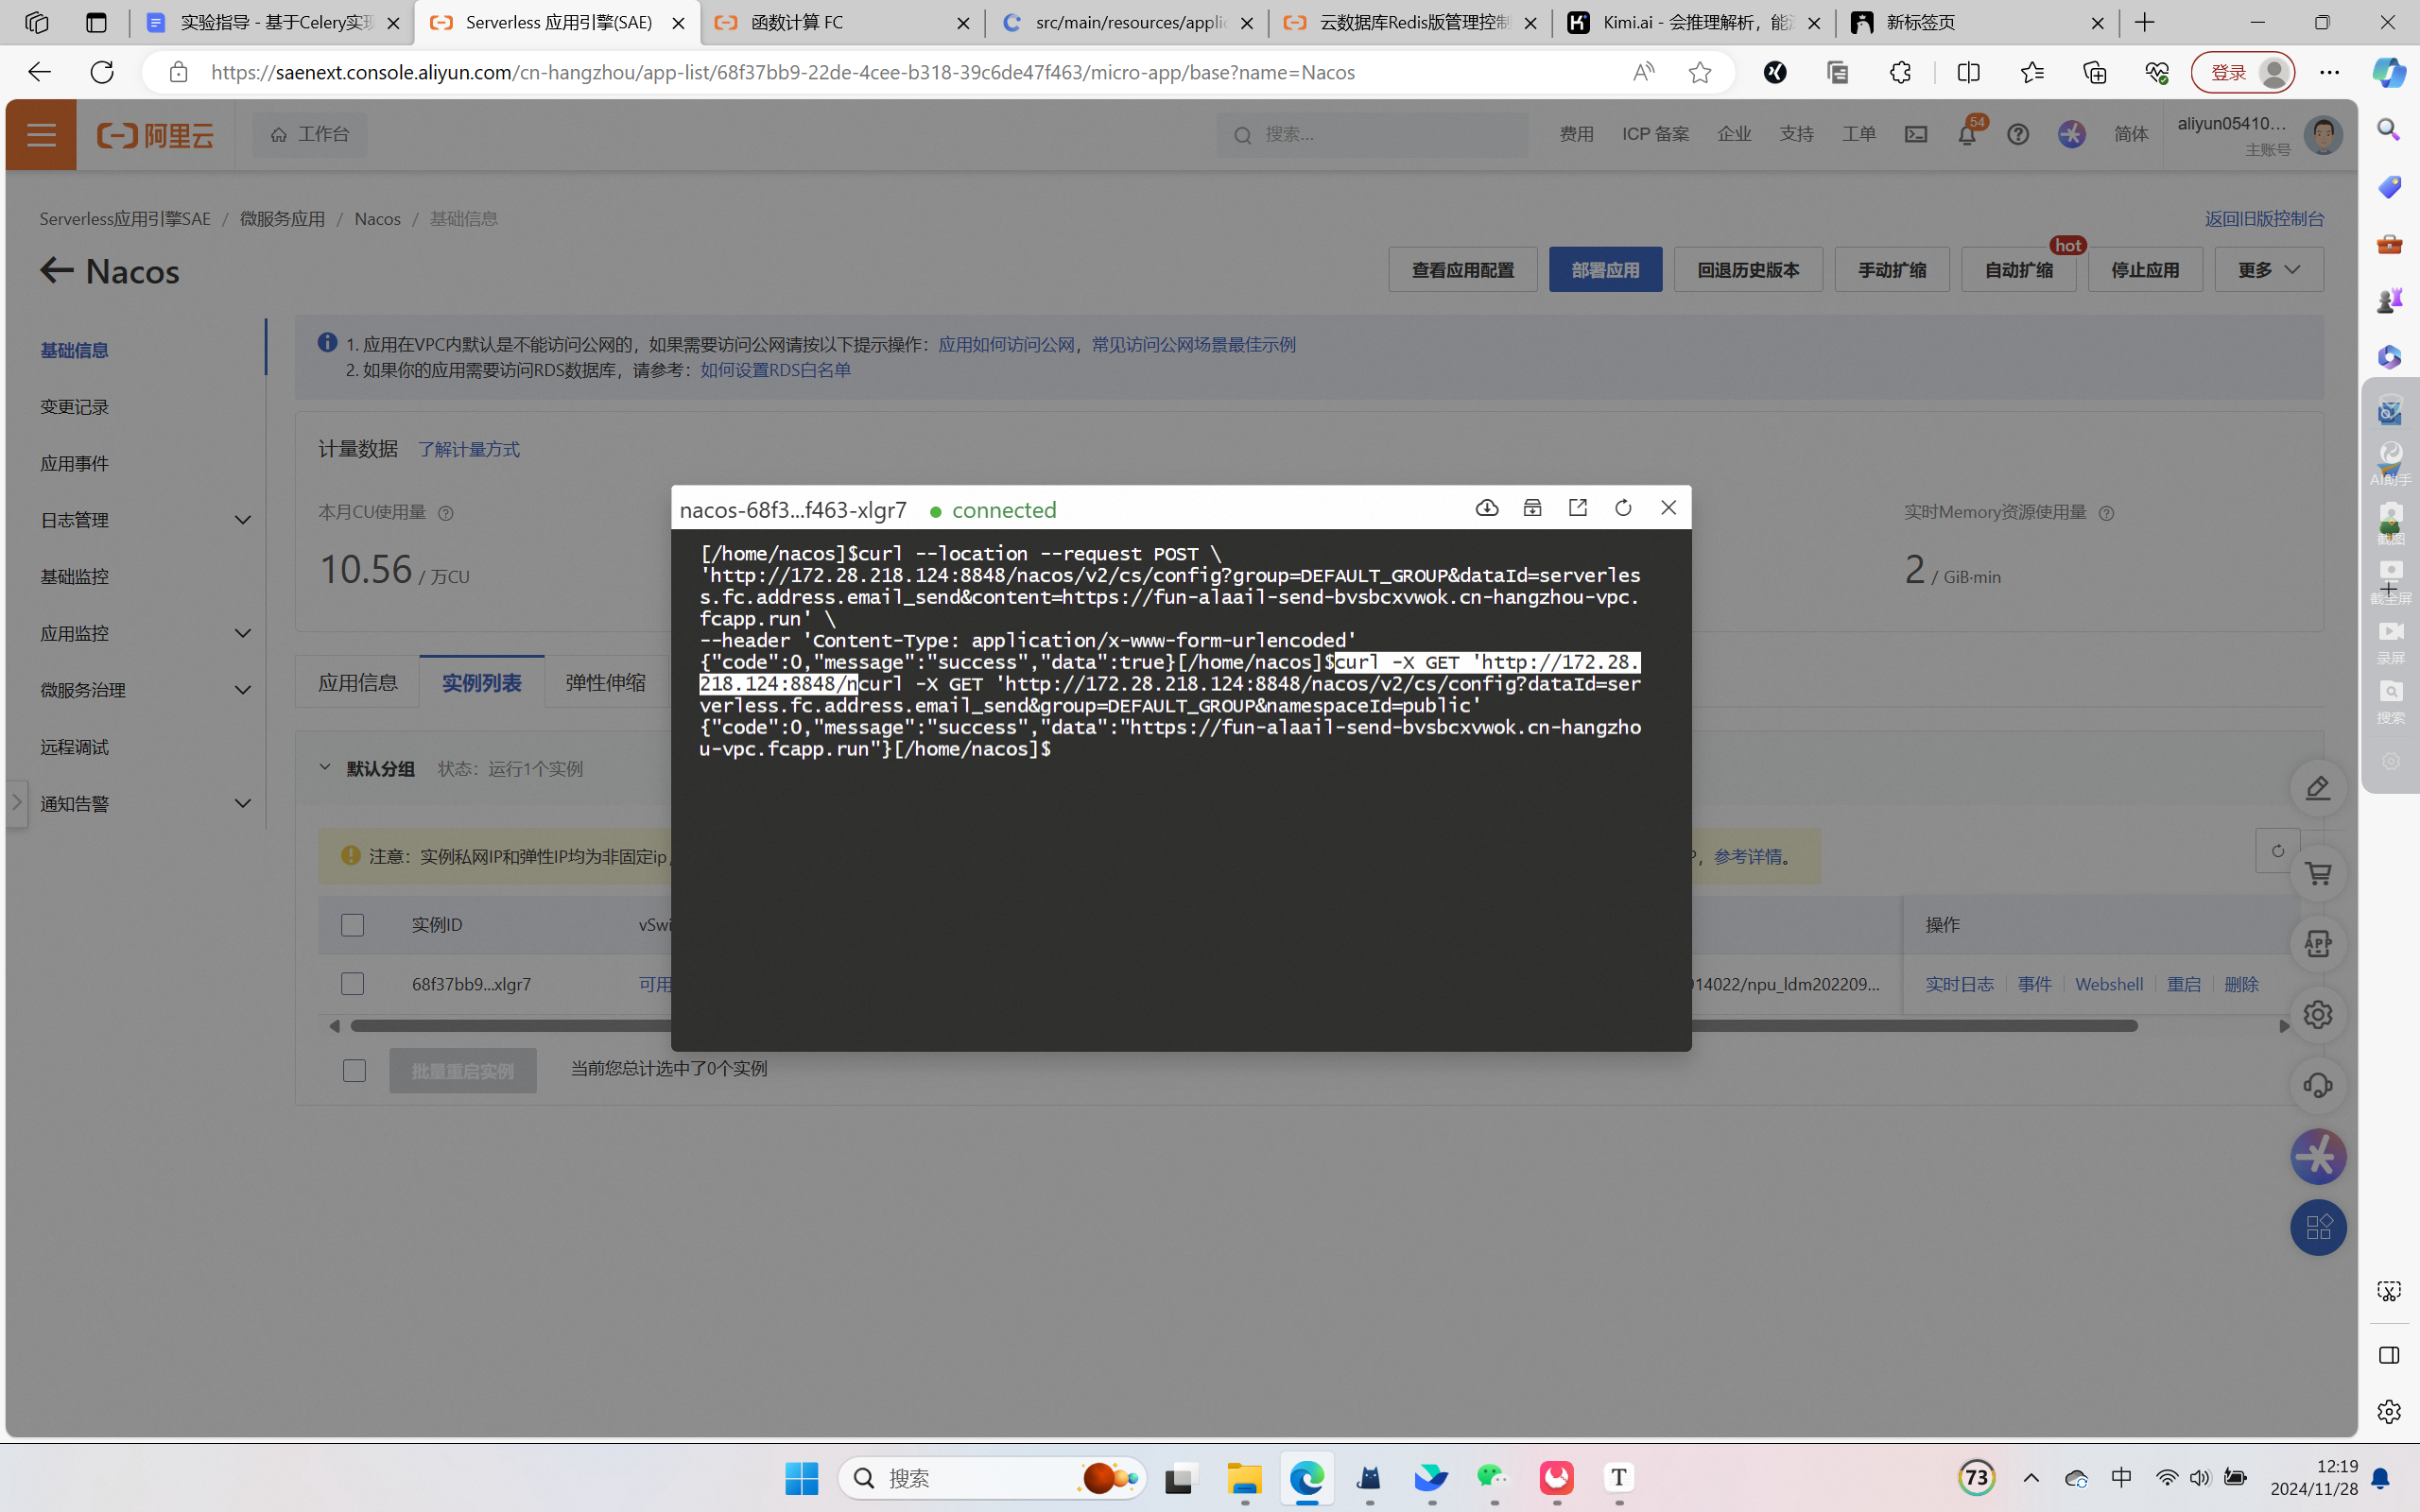 实验指导 - 基于Celery实现
Serverless 应用引擎(SAE)
函数计算 FC
src/main/resources/applic
云数据库Redis版管理控制
Kimi.ai - 会推理解析，能深
新标签页
https://saenext.console.aliyun.com/cn-hangzhou/app-list/68f37bb9-22de-4cee-b318-39c6de47f463/micro-app/base?name=Nacos
登录
阿里云
工作台
搜索...
费用
ICP 备案
企业
支持
工单
54
简体
aliyun05410...
主账号
Serverless应用引擎SAE / 微服务应用 / Nacos / 基础信息
返回旧版控制台
Nacos
查看应用配置
部署应用
回退历史版本
手动扩缩
自动扩缩
hot
停止应用
更多
基础信息
变更记录
应用事件
日志管理
基础监控
应用监控
微服务治理
远程调试
通知告警
1. 应用在VPC内默认是不能访问公网的，如果需要访问公网请按以下提示操作：应用如何访问公网，常见访问公网场景最佳示例
2. 如果你的应用需要访问RDS数据库，请参考：如何设置RDS白名单
计量数据 了解计量方式
本月CU使用量
10.56 / 万CU
实时Memory资源使用量
2 / GiB·min
应用信息
实例列表
弹性伸缩
nacos-68f3...f463-xlgr7 connected
[/home/nacos]$curl --location --request POST \
'http://172.28.218.124:8848/nacos/v2/cs/config?group=DEFAULT_GROUP&dataId=serverles
s.fc.address.email_send&content=https://fun-alaail-send-bvsbcxvwok.cn-hangzhou-vpc.
fcapp.run' \
--header 'Content-Type: application/x-www-form-urlencoded'
{"code":0,"message":"success","data":true}[/home/nacos]$curl -X GET 'http://172.28.
218.124:8848/ncurl -X GET 'http://172.28.218.124:8848/nacos/v2/cs/config?dataId=ser
verless.fc.address.email_send&group=DEFAULT_GROUP&namespaceId=public'
{"code":0,"message":"success","data":"https://fun-alaail-send-bvsbcxvwok.cn-hangzho
u-vpc.fcapp.run"}[/home/nacos]$
默认分组 状态：运行1个实例
注意：实例私网IP和弹性IP均为非固定ip，
参考详情。
实例ID
vSwi
操作
68f37bb9...xlgr7
可用
14022/npu_ldm202209...
实时日志
事件
Webshell
重启
删除
批量重启实例
当前您总计选中了0个实例
APP
AI助手
截图
截全屏
录屏
搜索
搜索
T
73
中
12:19
2024/11/28